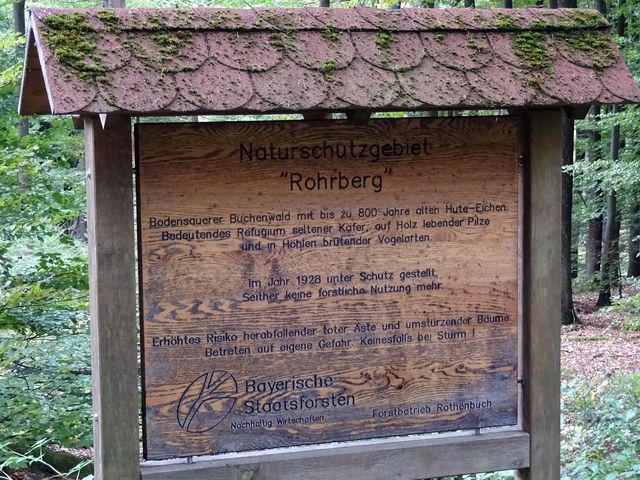 Naturschutzgebiet
"Rohrberg"
Bodensauerer Buchenwald mit bis zu 800 Jahre alten Hute-Eichen.
Bedeutendes Refugium seltener Käfer, auf Holz lebender Pilze
und in Höhlen brütender Vogelarten.
Im Jahr 1928 unter Schutz gestellt.
Seither keine forstliche Nutzung mehr.
Erhöhtes Risiko herabfallender toter Äste und umstürzender Bäume.
Betreten auf eigene Gefahr. Keinesfalls bei Sturm !
Bayerische
Staatsforsten
Nachhaltig Wirtschaften.
Forstbetrieb Rothenbuch